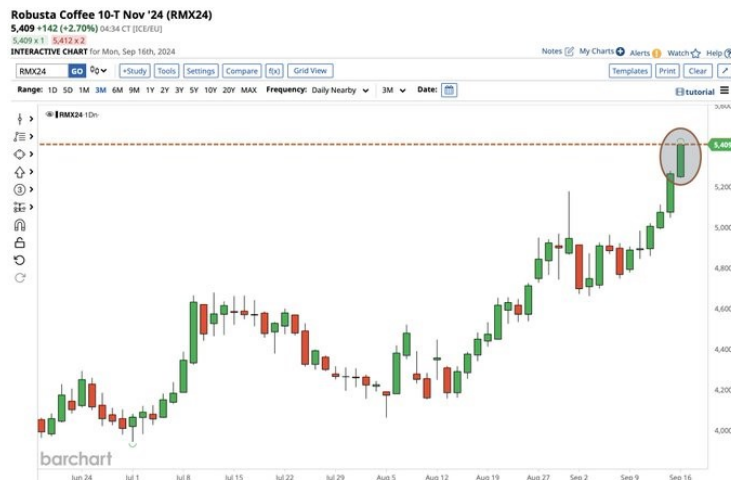 Robusta Coffee 10-T Nov '24 (RMX24)
5,409 +142 (+2.70%) 04:34 CT [ICE/EU]
5,409 x 1 5,412 x 2
INTERACTIVE CHART for Mon, Sep 16th, 2024
Notes My Charts Alerts Watch Help
RMX24 GO +Study Tools Settings Compare f(x) Grid View Templates Print Clear
Range: 1D 5D 1M 3M 6M 9M 1Y 2Y 3Y 5Y 10Y 20Y MAX Frequency: Daily Nearby 3M Date: tutorial
RMX24·1Dn·
5,600
5,409
5,200
5,000
4,800
4,600
4,400
4,200
4,000
barchart
Jun 24 Jul 1 Jul 8 Jul 15 Jul 22 Jul 29 Aug 5 Aug 12 Aug 19 Aug 27 Sep 2 Sep 9 Sep 16